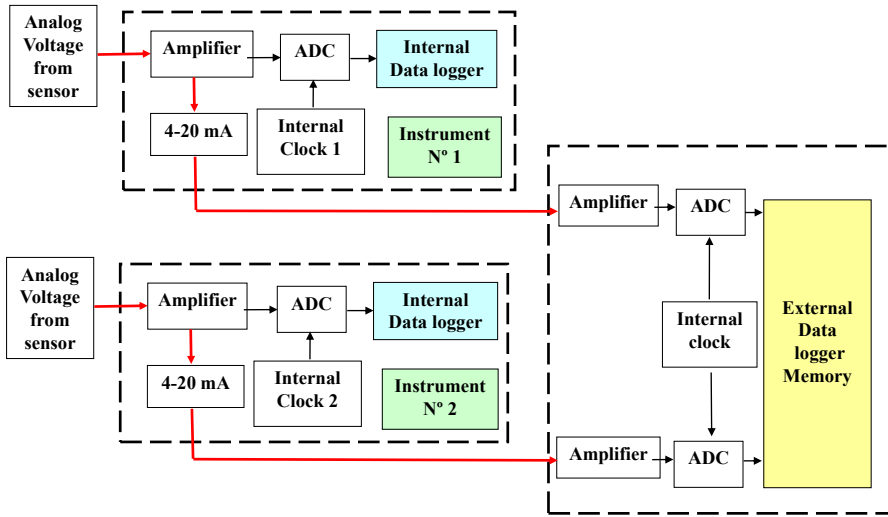 Analog
Voltage
from
sensor
Amplifier
ADC
Internal
Data logger
4-20 mA
Internal
Clock 1
Instrument
Nº 1
Amplifier
ADC
Analog
Voltage
from
sensor
Amplifier
ADC
Internal
Data logger
4-20 mA
Internal
Clock 2
Instrument
Nº 2
Internal
clock
External
Data
logger
Memory
Amplifier
ADC